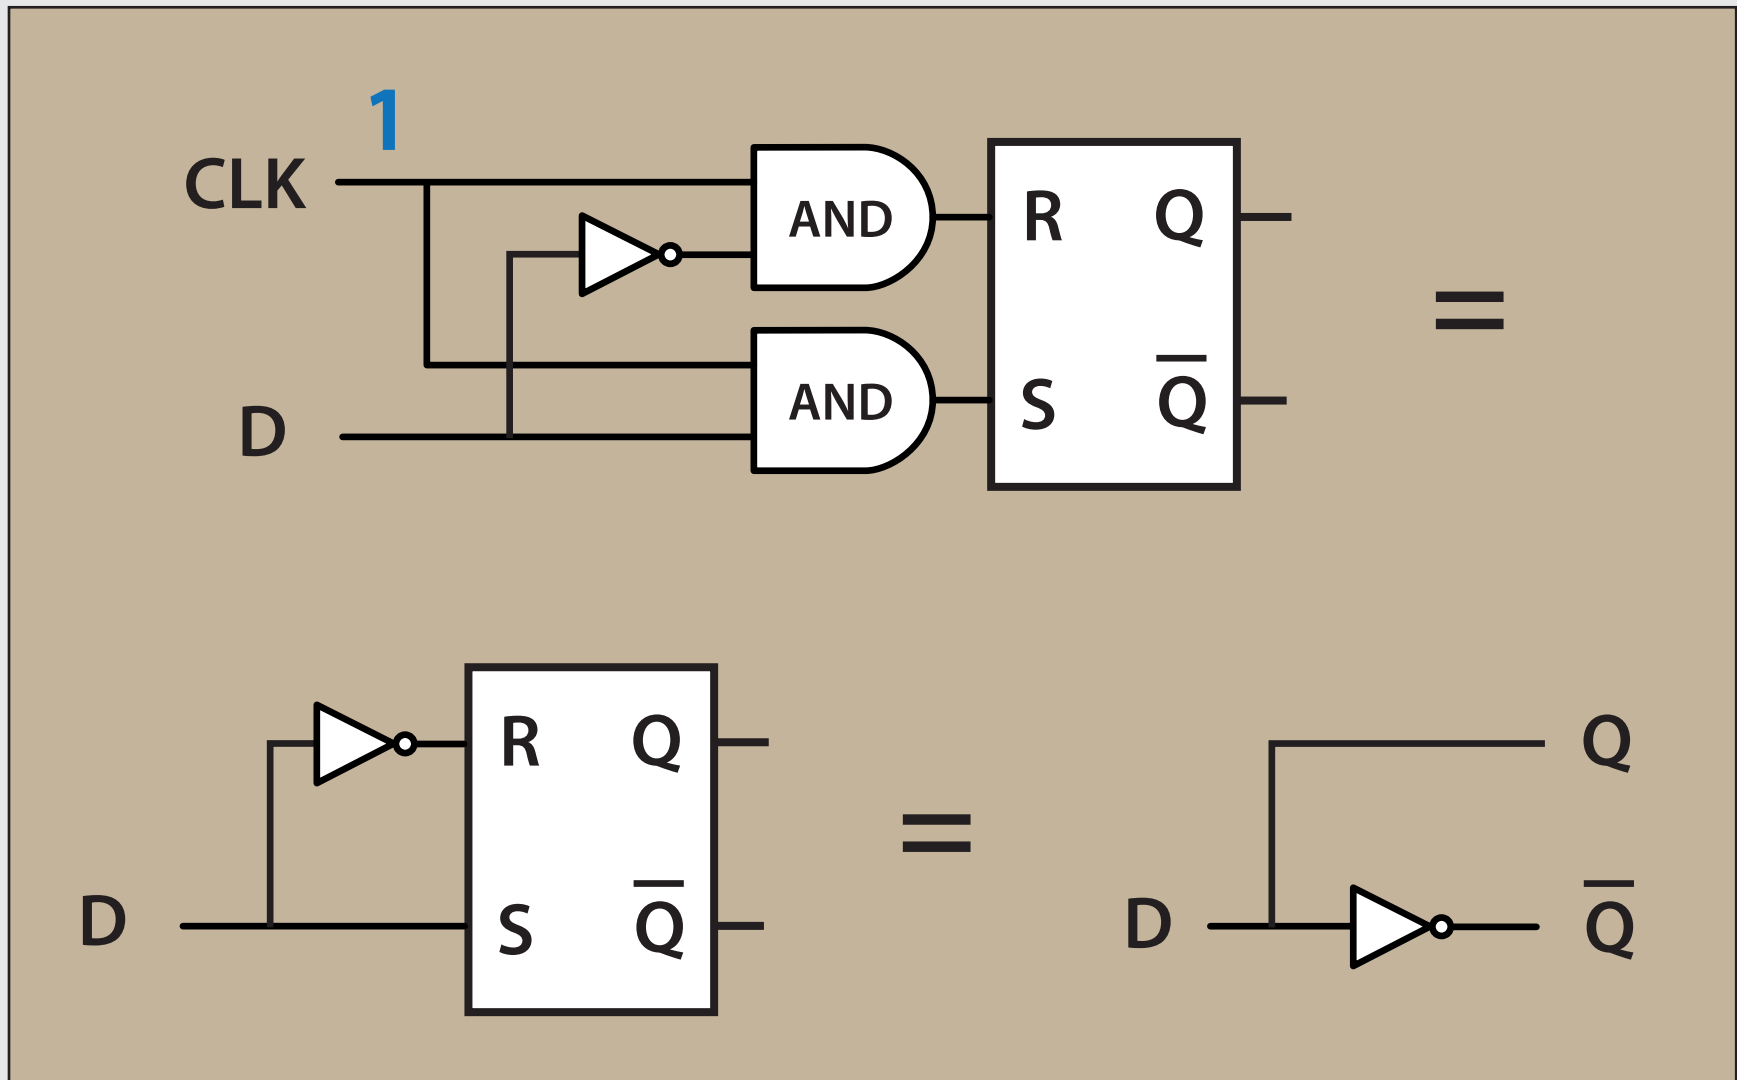 1
CLK
AND
R Q
=
AND
S Q̅
D
R Q
Q
=
D
S Q̅
D
Q̅